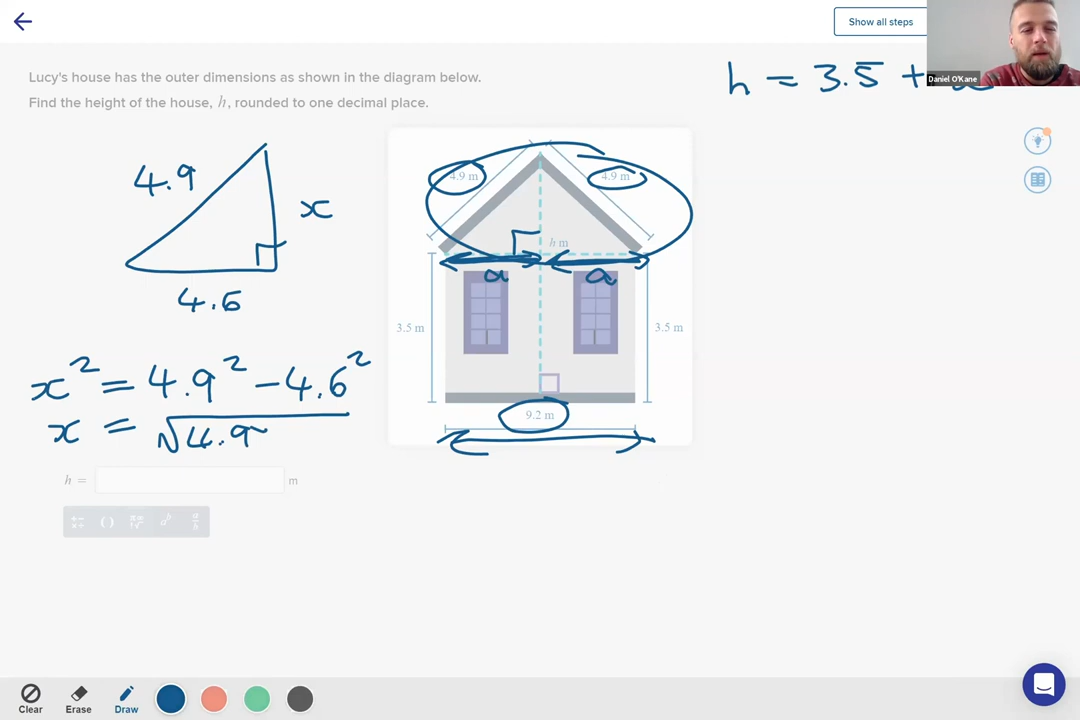 Show all steps
Daniel O'Kane
h = 3.5 +
Lucy's house has the outer dimensions as shown in the diagram below.
Find the height of the house, h, rounded to one decimal place.
4.9
x
4.6
4.9 m
4.9 m
h m
a
a
3.5 m
3.5 m
9.2 m
x² = 4.9² - 4.6²
x = √4.9
h =
m
Clear
Erase
Draw